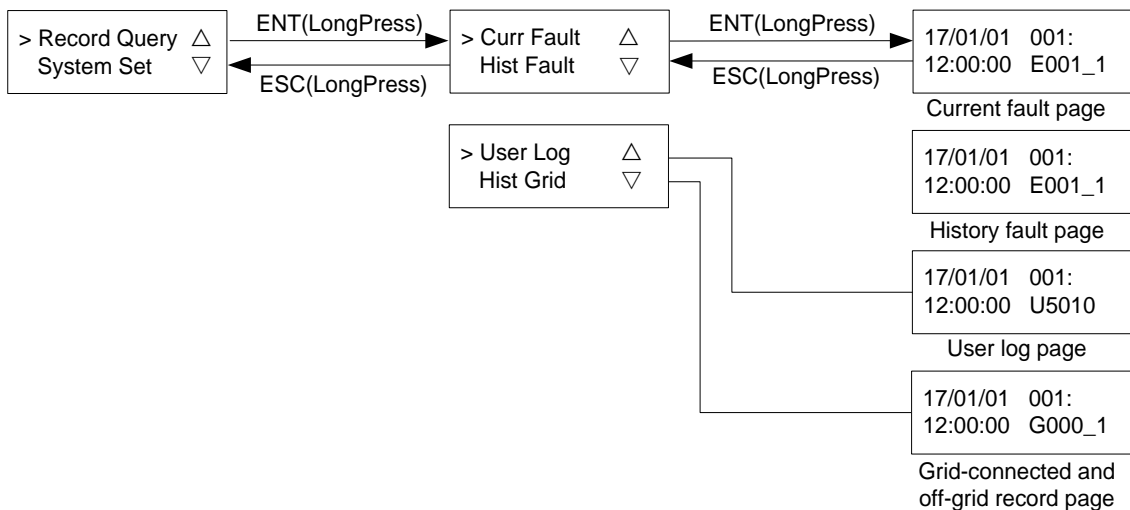 > Record Query △
System Set ▽
ENT(LongPress)
ESC(LongPress)
> Curr Fault △
Hist Fault ▽
ENT(LongPress)
ESC(LongPress)
17/01/01 001:
12:00:00 E001_1
Current fault page
> User Log △
Hist Grid ▽
17/01/01 001:
12:00:00 E001_1
History fault page
17/01/01 001:
12:00:00 U5010
User log page
17/01/01 001:
12:00:00 G000_1
Grid-connected and
off-grid record page